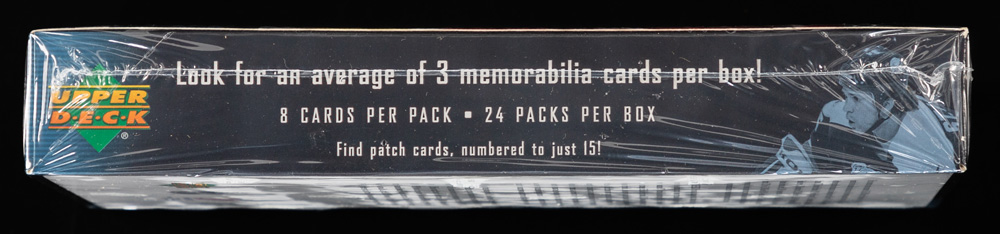 Look for an average of 3 memorabilia cards per box!
UPPER
D·E·C·K
®
8 CARDS PER PACK ▪ 24 PACKS PER BOX
Find patch cards, numbered to just 15!